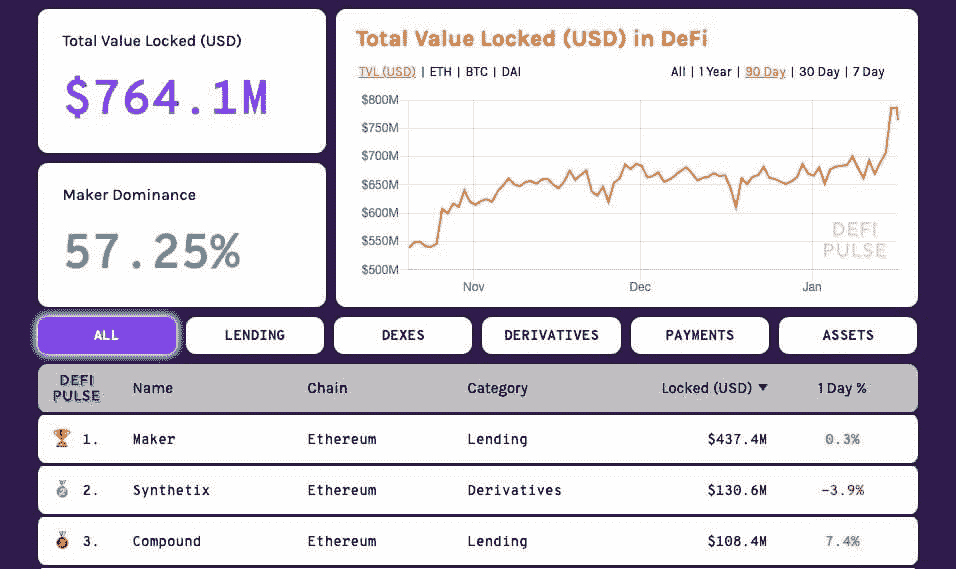 Total Value Locked (USD)
$764.1M
Maker Dominance
57.25%
Total Value Locked (USD) in DeFi
TVL (USD) | ETH | BTC | DAI
All | 1 Year | 90 Day | 30 Day | 7 Day
$800M
$750M
$700M
$650M
$600M
$550M
$500M
Nov Dec Jan
DEFI
PULSE
ALL LENDING DEXES DERIVATIVES PAYMENTS ASSETS
DEFI
PULSE
Name Chain Category Locked (USD) ▼ 1 Day %
1. Maker Ethereum Lending $437.4M 0.3%
2. Synthetix Ethereum Derivatives $130.6M -3.9%
3. Compound Ethereum Lending $108.4M 7.4%